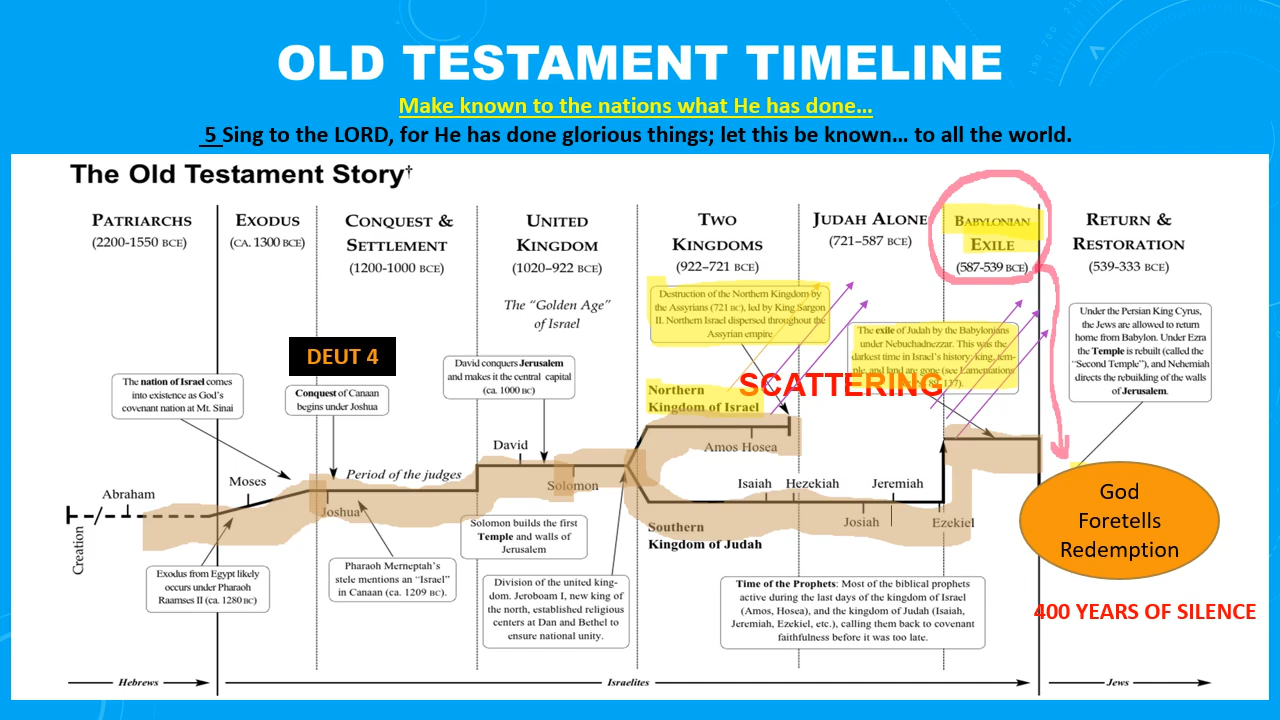 OLD TESTAMENT TIMELINE
Make known to the nations what He has done…
5 Sing to the LORD, for He has done glorious things; let this be known… to all the world.
The Old Testament Story†
PATRIARCHS
(2200-1550 BCE)
EXODUS
(CA. 1300 BCE)
CONQUEST &
SETTLEMENT
(1200-1000 BCE)
UNITED
KINGDOM
(1020–922 BCE)
The “Golden Age”
of Israel
TWO
KINGDOMS
(922–721 BCE)
JUDAH ALONE
(721–587 BCE)
BABYLONIAN
EXILE
(587-539 BCE)
RETURN &
RESTORATION
(539-333 BCE)
Destruction of the Northern Kingdom by
the Assyrians (721 BC), led by King Sargon
II. Northern Israel dispersed throughout the
Assyrian empire
The exile of Judah by the Babylonians
under Nebuchadnezzar. This was the
darkest time in Israel's history: king, tem-
ple, and land are gone (see Lamentations
137).
Under the Persian King Cyrus,
the Jews are allowed to return
home from Babylon. Under Ezra
the Temple is rebuilt (called the
“Second Temple”), and Nehemiah
directs the rebuilding of the walls
of Jerusalem.
DEUT 4
The nation of Israel comes
into existence as God’s
covenant nation at Mt. Sinai
Conquest of Canaan
begins under Joshua
David conquers Jerusalem
and makes it the central capital
(ca. 1000 BC)
SCATTERING
Northern
Kingdom of Israel
Amos Hosea
David
Solomon
Period of the judges
Moses
Joshua
Abraham
Creation
Isaiah
Hezekiah
Jeremiah
Josiah
Ezekiel
Southern
Kingdom of Judah
God
Foretells
Redemption
Exodus from Egypt likely
occurs under Pharaoh
Raamses II (ca. 1280 BC)
Pharaoh Merneptah’s
stele mentions an “Israel”
in Canaan (ca. 1209 BC).
Solomon builds the first
Temple and walls of
Jerusalem
Division of the united king-
dom. Jeroboam I, new king of
the north, established religious
centers at Dan and Bethel to
ensure national unity.
Time of the Prophets: Most of the biblical prophets
active during the last days of the kingdom of Israel
(Amos, Hosea), and the kingdom of Judah (Isaiah,
Jeremiah, Ezekiel, etc.), calling them back to covenant
faithfulness before it was too late.
400 YEARS OF SILENCE
Hebrews
Israelites
Jews